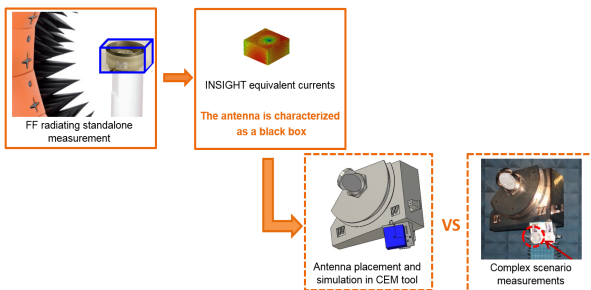 FF radiating standalone
measurement
INSIGHT equivalent currents
The antenna is characterized
as a black box
Antenna placement and
simulation in CEM tool
VS
Complex scenario
measurements